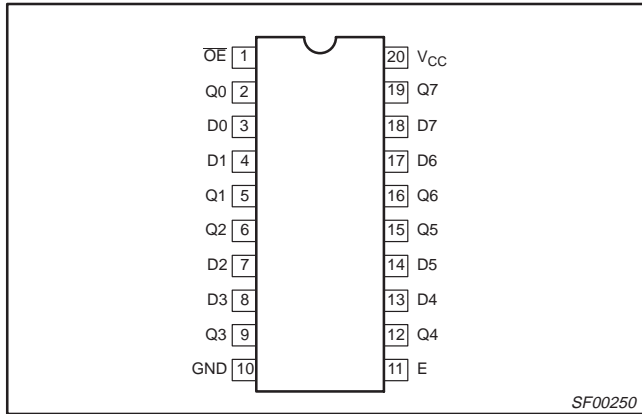 O̅E̅ 1 20 VCC
Q0 2 19 Q7
D0 3 18 D7
D1 4 17 D6
Q1 5 16 Q6
Q2 6 15 Q5
D2 7 14 D5
D3 8 13 D4
Q3 9 12 Q4
GND 10 11 E
SF00250